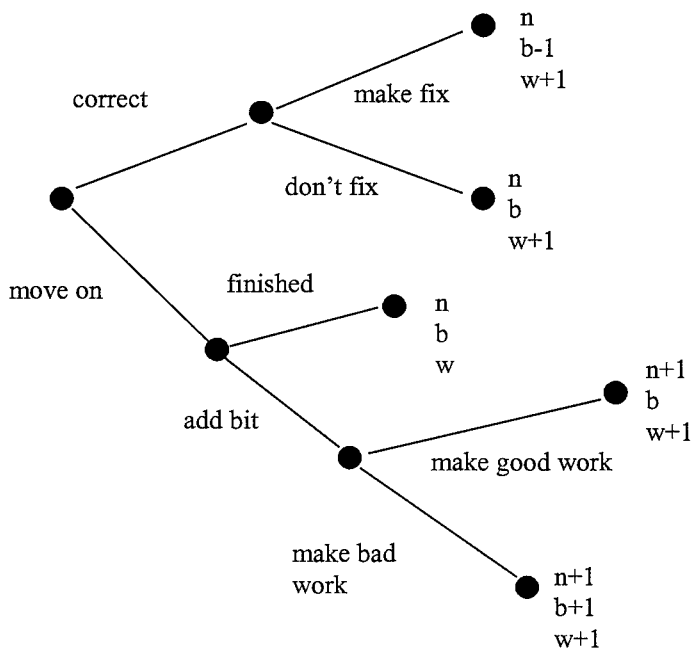 n
b-1
w+1
correct
make fix
don't fix
n
b
w+1
move on
finished
n
b
w
add bit
n+1
b
w+1
make good work
make bad
work
n+1
b+1
w+1